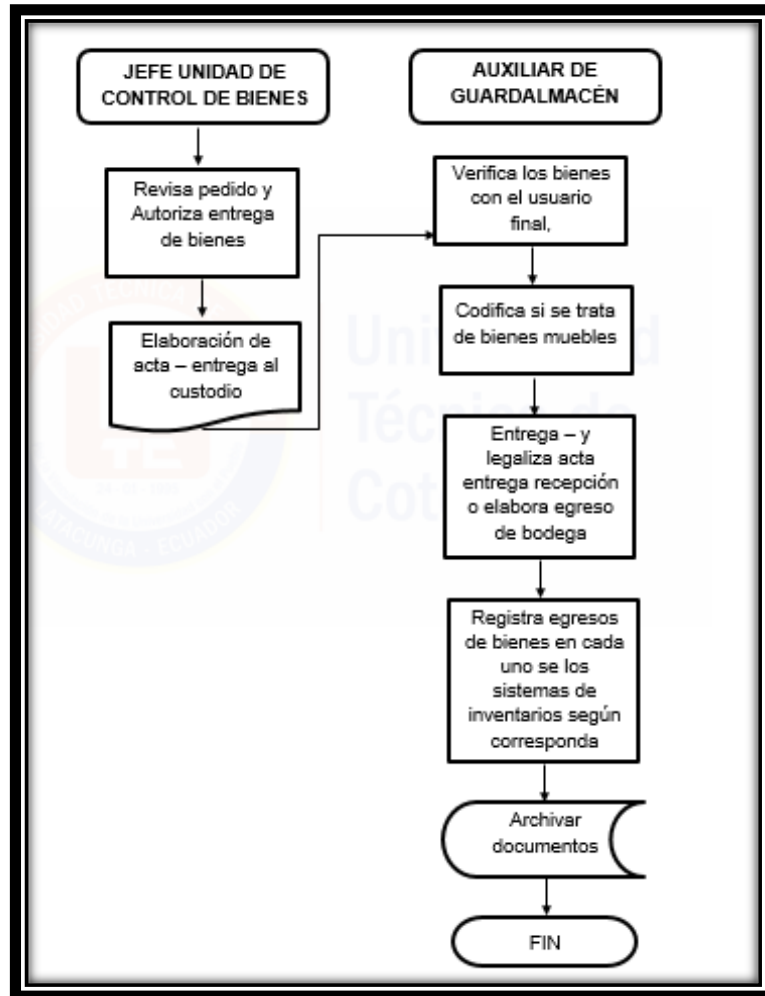 JEFE UNIDAD DE
CONTROL DE BIENES
Revisa pedido y
Autoriza entrega
de bienes
Elaboración de
acta – entrega al
custodio
AUXILIAR DE
GUARDALMACÉN
Verifica los bienes
con el usuario
final,
Codifica si se trata
de bienes muebles
Entrega – y
legaliza acta
entrega recepción
o elabora egreso
de bodega
Registra egresos
de bienes en cada
uno se los
sistemas de
inventarios según
corresponda
Archivar
documentos
FIN